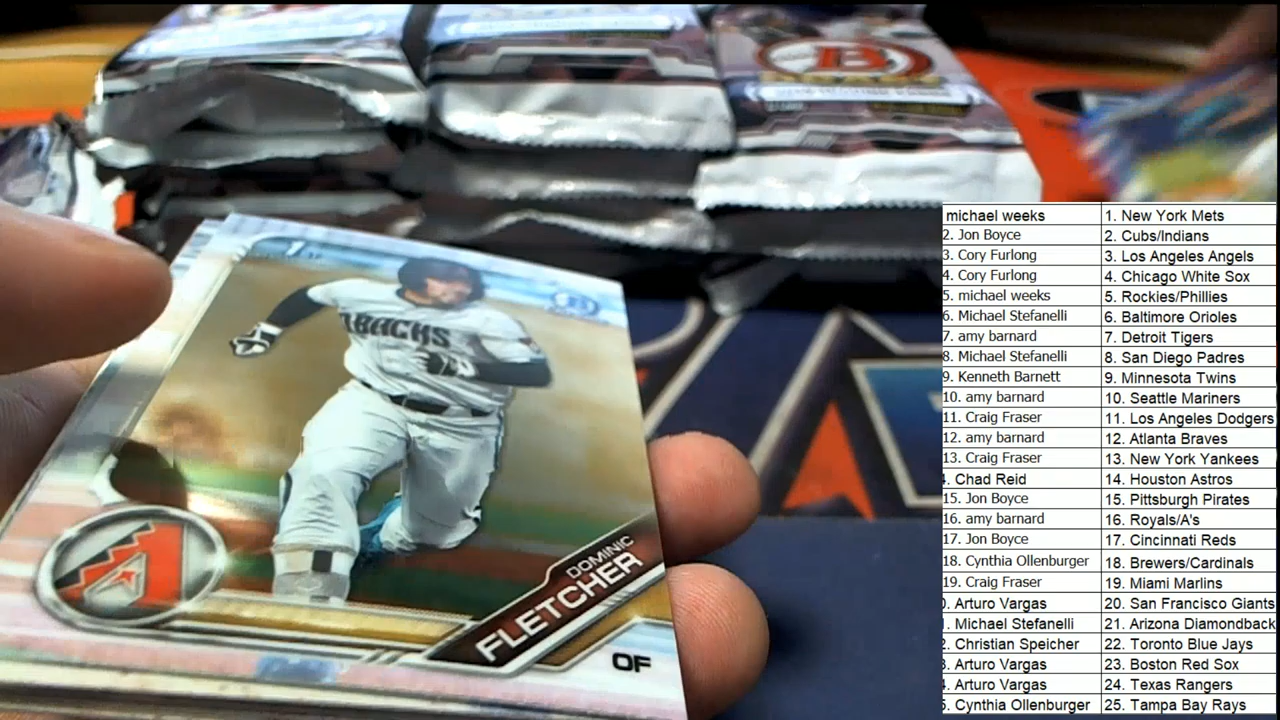 B
1st
BACKS
A
DOMINIC
FLETCHER
OF
michael weeks 1. New York Mets
2. Jon Boyce 2. Cubs/Indians
3. Cory Furlong 3. Los Angeles Angels
4. Cory Furlong 4. Chicago White Sox
5. michael weeks 5. Rockies/Phillies
6. Michael Stefanelli 6. Baltimore Orioles
7. amy barnard 7. Detroit Tigers
8. Michael Stefanelli 8. San Diego Padres
9. Kenneth Barnett 9. Minnesota Twins
10. amy barnard 10. Seattle Mariners
11. Craig Fraser 11. Los Angeles Dodgers
12. amy barnard 12. Atlanta Braves
13. Craig Fraser 13. New York Yankees
4. Chad Reid 14. Houston Astros
15. Jon Boyce 15. Pittsburgh Pirates
16. amy barnard 16. Royals/A's
17. Jon Boyce 17. Cincinnati Reds
18. Cynthia Ollenburger 18. Brewers/Cardinals
19. Craig Fraser 19. Miami Marlins
). Arturo Vargas 20. San Francisco Giants
. Michael Stefanelli 21. Arizona Diamondback
2. Christian Speicher 22. Toronto Blue Jays
3. Arturo Vargas 23. Boston Red Sox
4. Arturo Vargas 24. Texas Rangers
5. Cynthia Ollenburger 25. Tampa Bay Rays